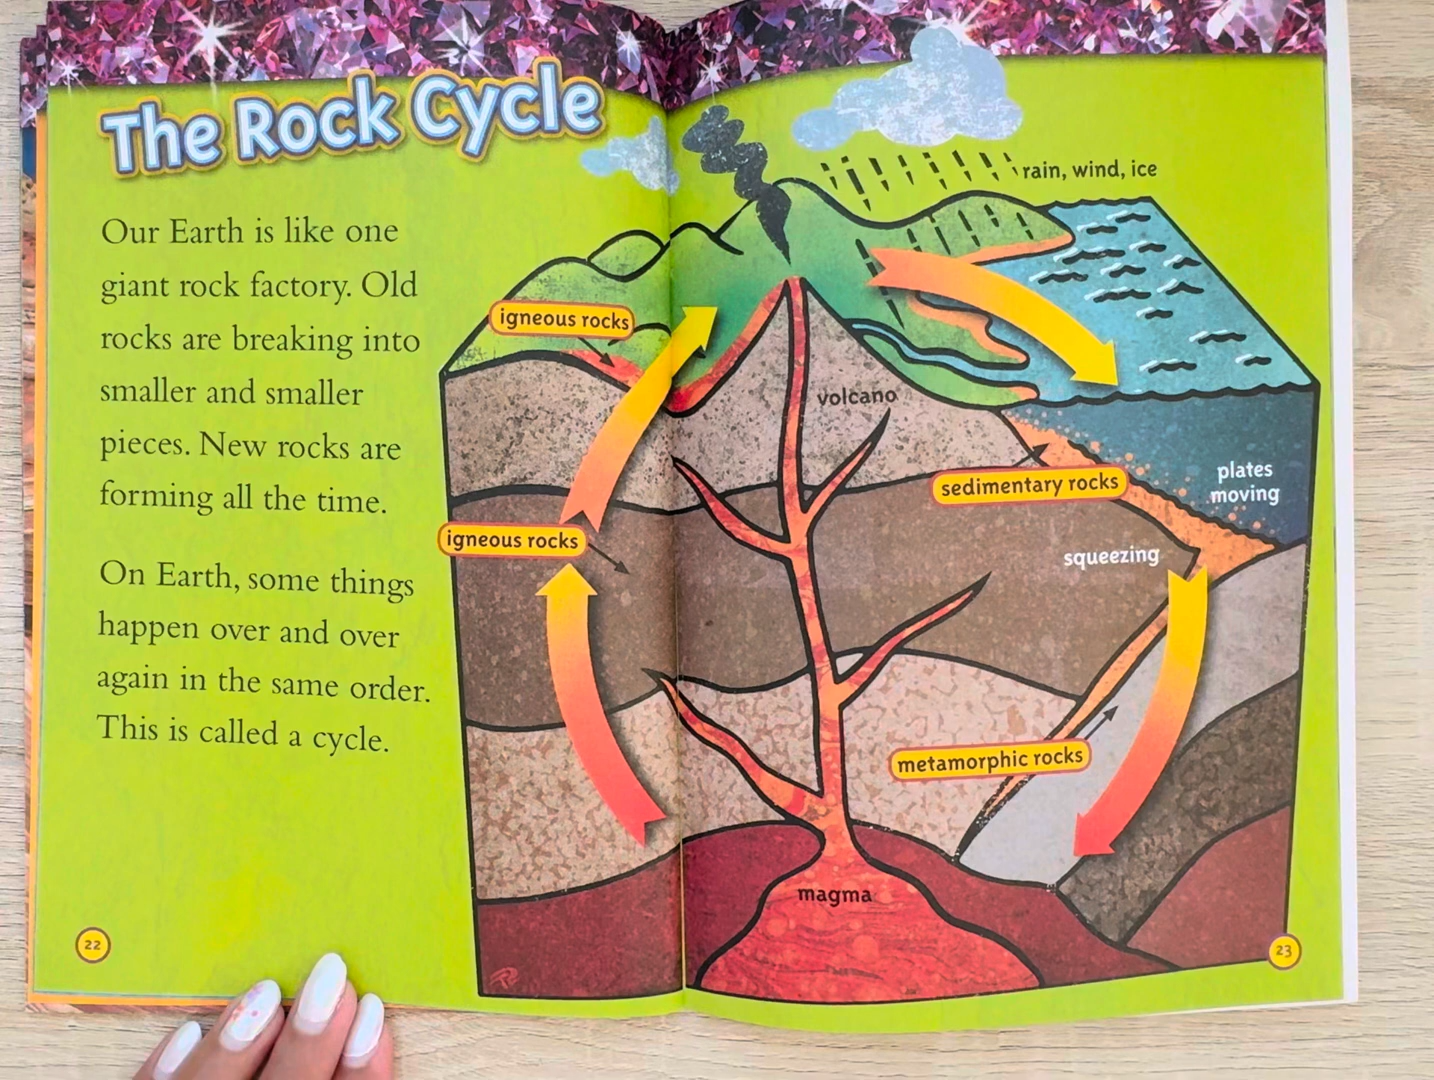 The Rock Cycle
Our Earth is like one
giant rock factory. Old
rocks are breaking into
smaller and smaller
pieces. New rocks are
forming all the time.
On Earth, some things
happen over and over
again in the same order.
This is called a cycle.
22
rain, wind, ice
igneous rocks
volcano
plates
moving
sedimentary rocks
igneous rocks
squeezing
metamorphic rocks
magma
23